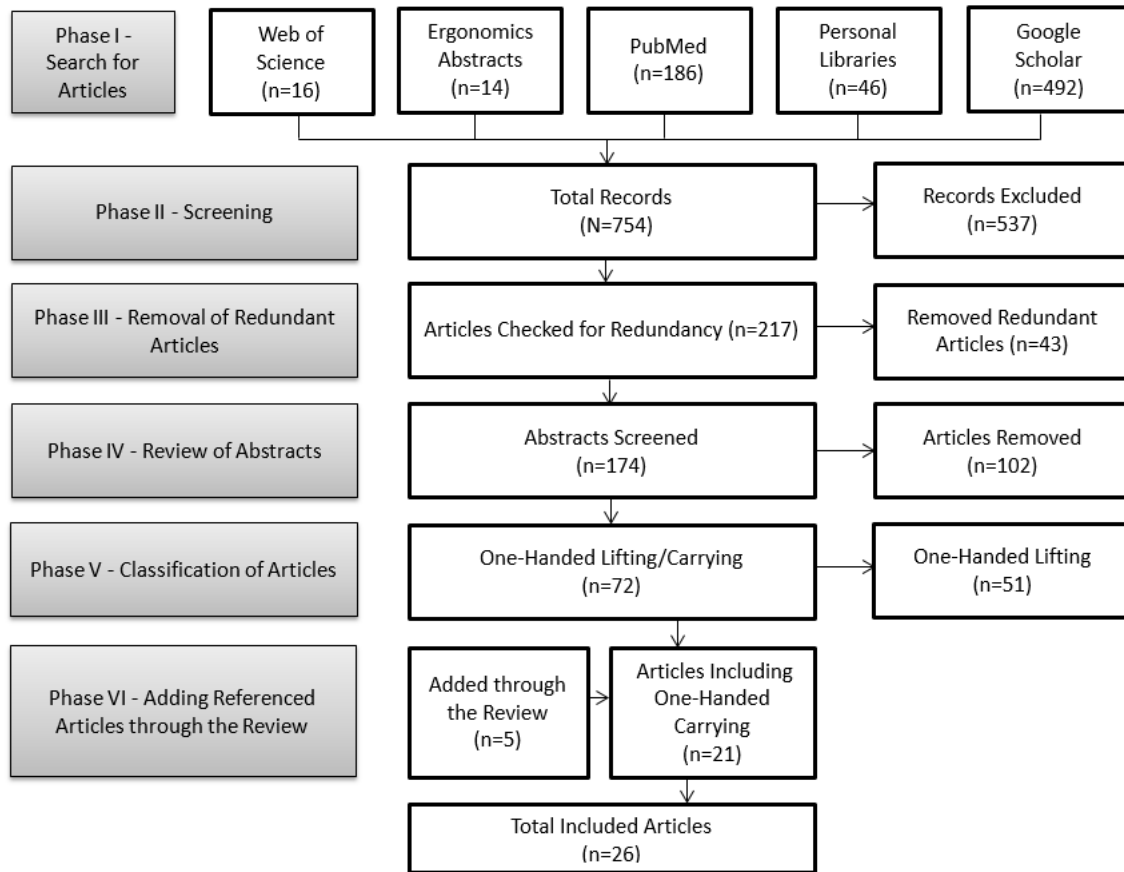 Phase I -
Search for
Articles
Web of
Science
(n=16)
Ergonomics
Abstracts
(n=14)
PubMed
(n=186)
Personal
Libraries
(n=46)
Google
Scholar
(n=492)
Phase II - Screening
Total Records
(N=754)
Records Excluded
(n=537)
Phase III - Removal of Redundant
Articles
Articles Checked for Redundancy (n=217)
Removed Redundant
Articles (n=43)
Phase IV - Review of Abstracts
Abstracts Screened
(n=174)
Articles Removed
(n=102)
Phase V - Classification of Articles
One-Handed Lifting/Carrying
(n=72)
One-Handed Lifting
(n=51)
Phase VI - Adding Referenced
Articles through the Review
Added through
the Review
(n=5)
Articles Including
One-Handed
Carrying
(n=21)
Total Included Articles
(n=26)